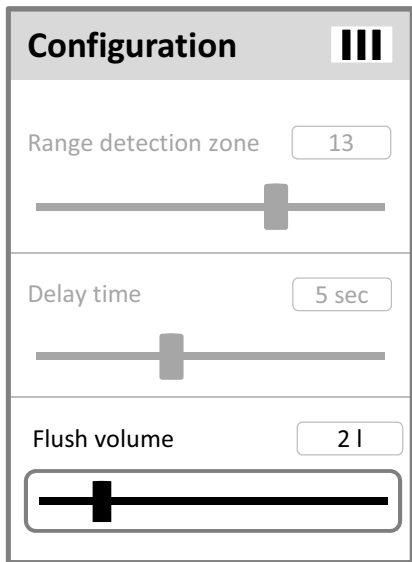 Configuration
Range detection zone 13
Delay time 5 sec
Flush volume 2 l